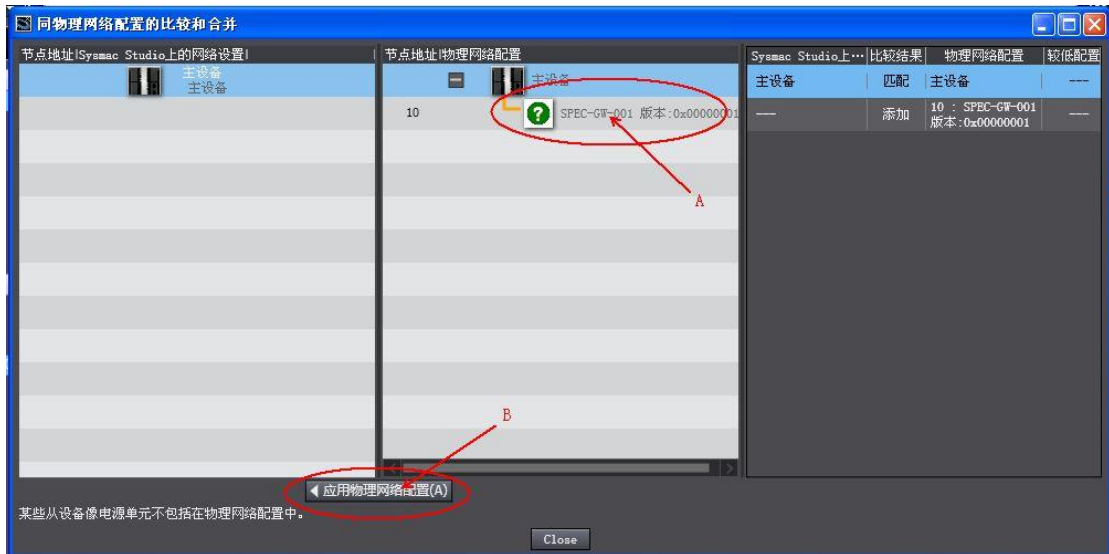 同物理网络配置的比较和合并
节点地址|Sysmac Studio上的网络设置|
主设备
主设备
节点地址|物理网络配置
主设备
10 SPEC-GW-001 版本:0x00000001
A
Sysmac Studio上… 比较结果 物理网络配置 较低配置
主设备 匹配 主设备 ---
--- 添加 10 : SPEC-GW-001 ---
版本:0x00000001
B
应用物理网络配置(A)
某些从设备像电源单元不包括在物理网络配置中。
Close